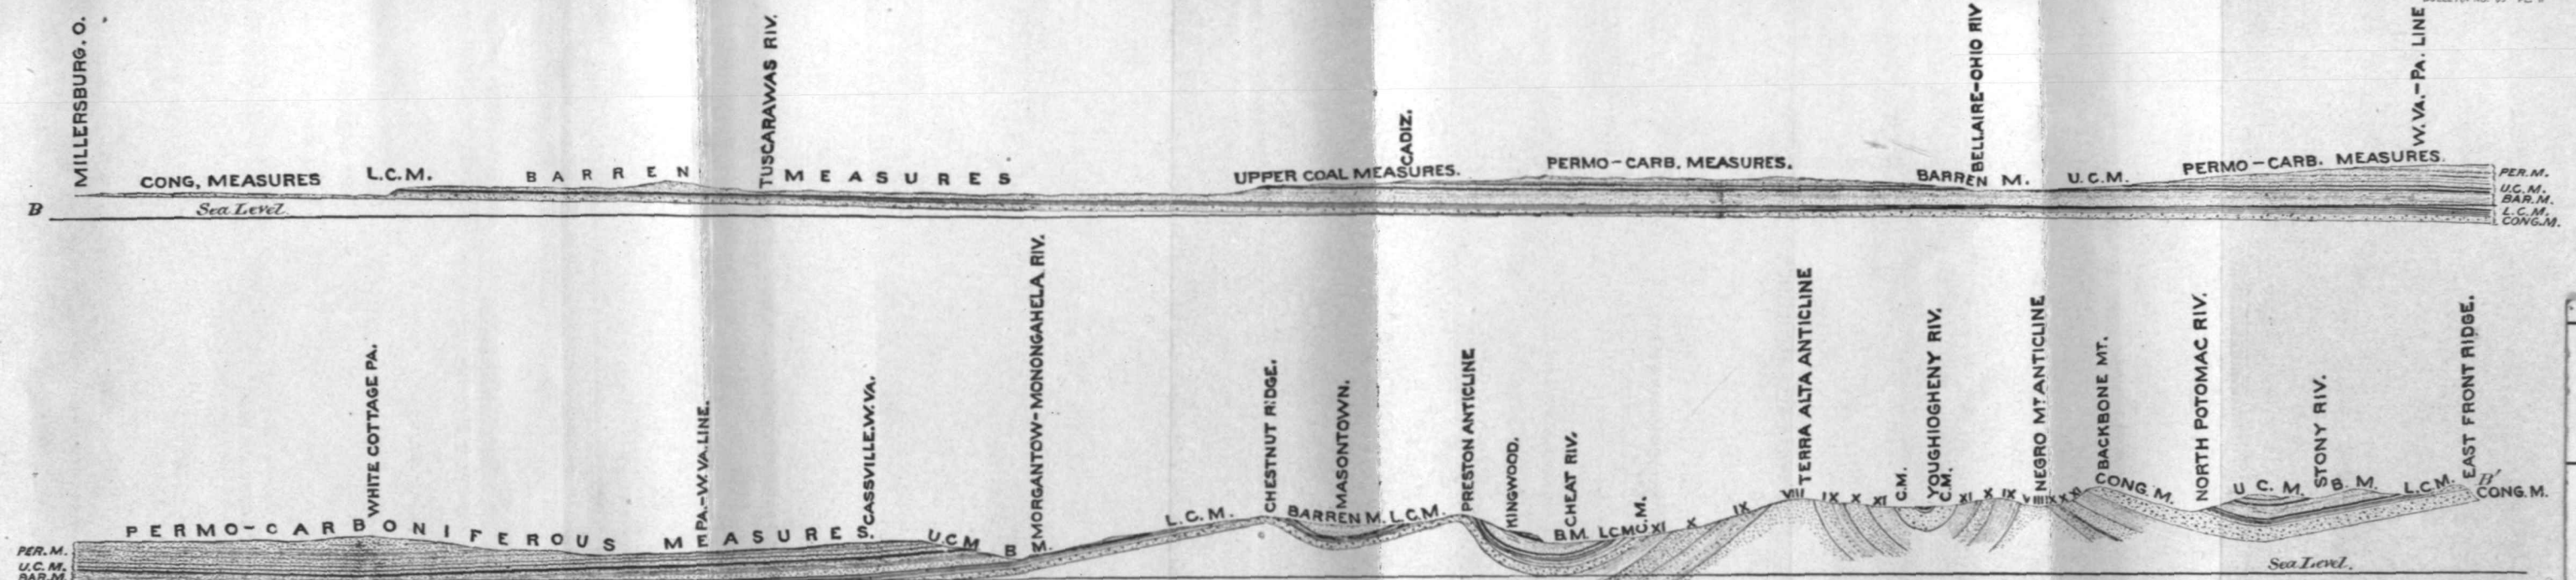 MILLERSBURG. O.
TUSCARAWAS RIV.
CADIZ.
BELLAIRE-OHIO RIV
W.VA.-PA. LINE
CONG, MEASURES
L.C.M.
BARREN MEASURES
UPPER COAL MEASURES.
PERMO-CARB. MEASURES.
BARREN M.
U.C.M.
PERMO-CARB. MEASURES.
PER.M.
U.C.M.
BAR.M.
L.C.M.
CONG.M.
B
Sea Level.
WHITE COTTAGE PA.
PA.-W.VA.LINE.
CASSVILLE.W.VA.
MORGANTOW-MONONGAHELA RIV.
CHESTNUT RIDGE.
MASONTOWN.
PRESTON ANTICLINE
KINGWOOD.
CHEAT RIV.
TERRA ALTA ANTICLINE
YOUGHIOGHENY RIV.
NEGRO MT ANTICLINE
BACKBONE MT.
NORTH POTOMAC RIV.
STONY RIV.
EAST FRONT RIDGE.
PERMO-CARBONIFEROUS MEASURES.
U.C.M
B M.
L.C.M.
BARREN M.
L.C.M.
B.M.
L.C.M.
C.M.
XI
X
IX
VIII
IX
X
XI
C.M.
C.M.
XI
X
IX
VIII
IX
X
XI
CONG. M.
U C. M.
B. M.
L.C.M.
B'
CONG. M.
PER. M.
U.C. M.
BAR.M.
Sea Level.